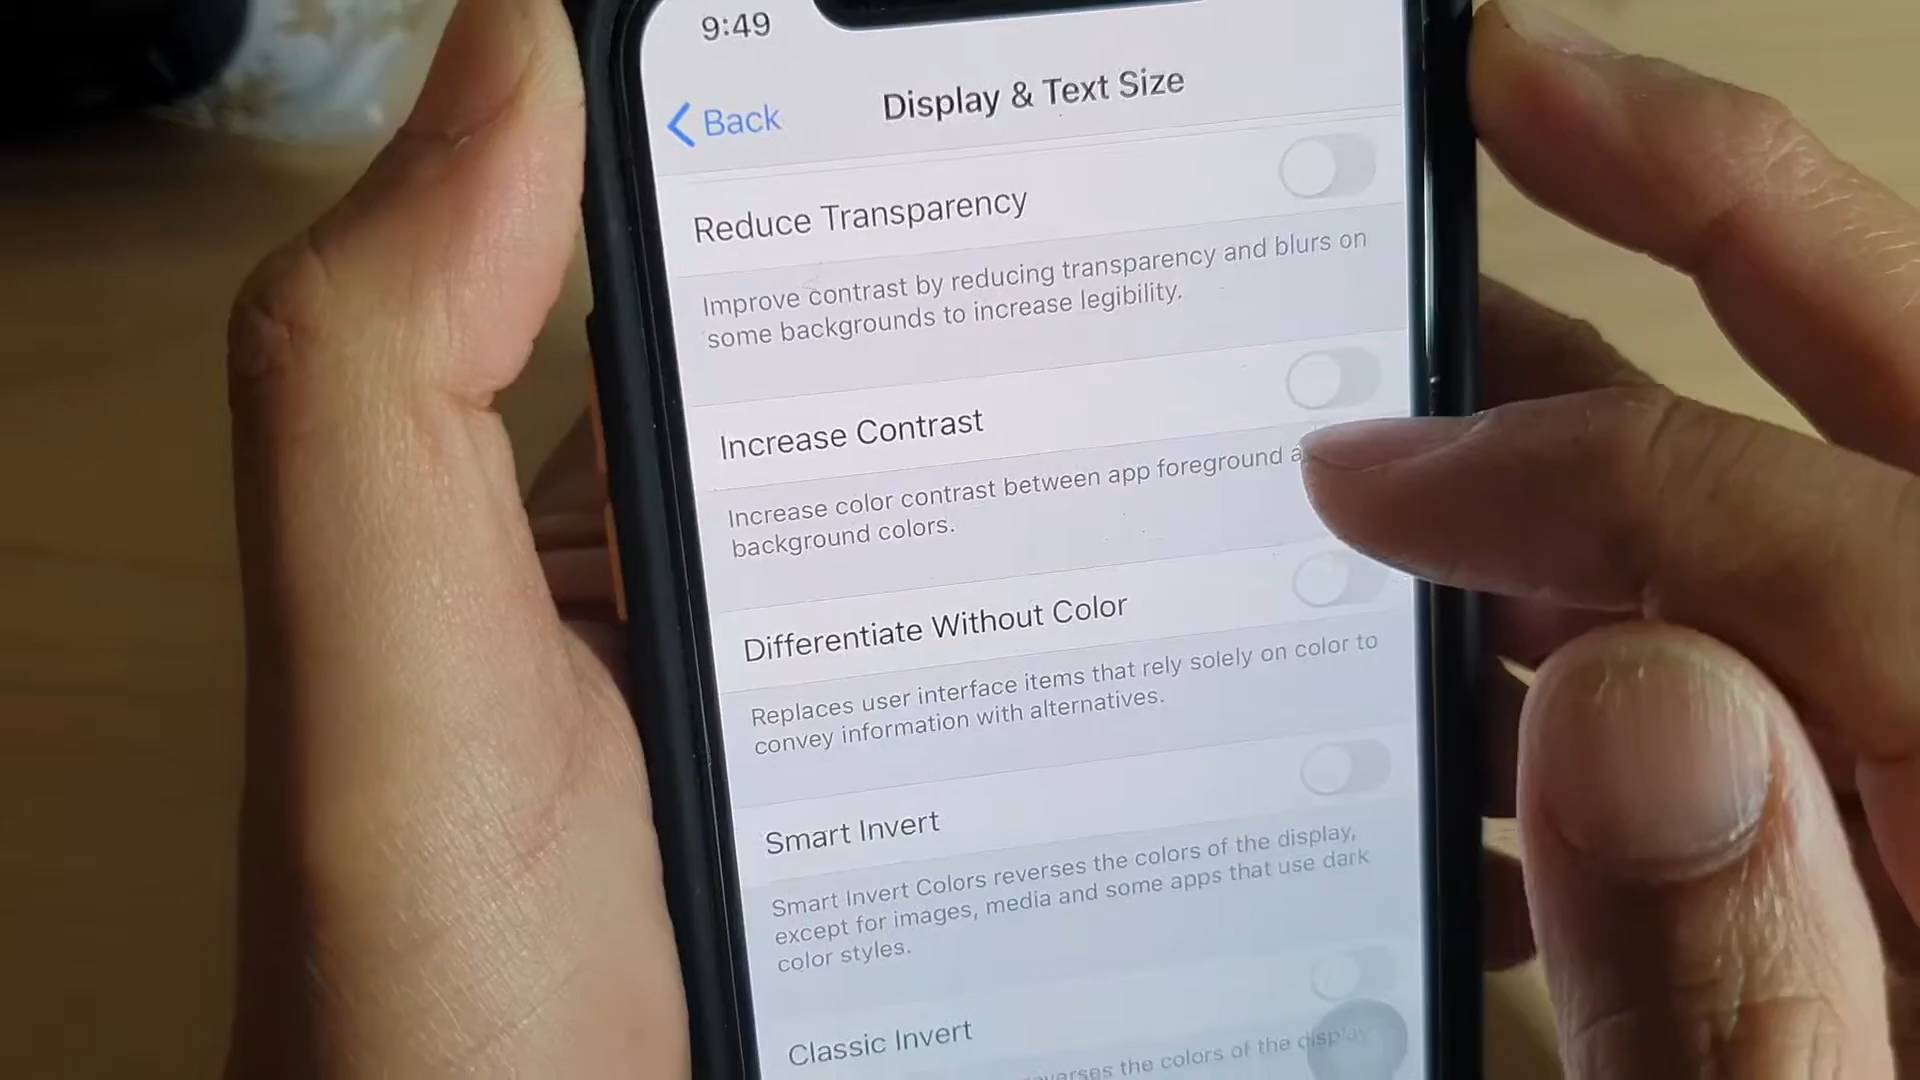 9:49
Back
Display & Text Size
Reduce Transparency
Improve contrast by reducing transparency and blurs on
some backgrounds to increase legibility.
Increase Contrast
Increase color contrast between app foreground
background colors.
Differentiate Without Color
Replaces user interface items that rely solely on color to
convey information with alternatives.
Smart Invert
Smart Invert Colors reverses the colors of the display,
except for images, media and some apps that use dark
color styles.
Classic Invert
the colors of the display